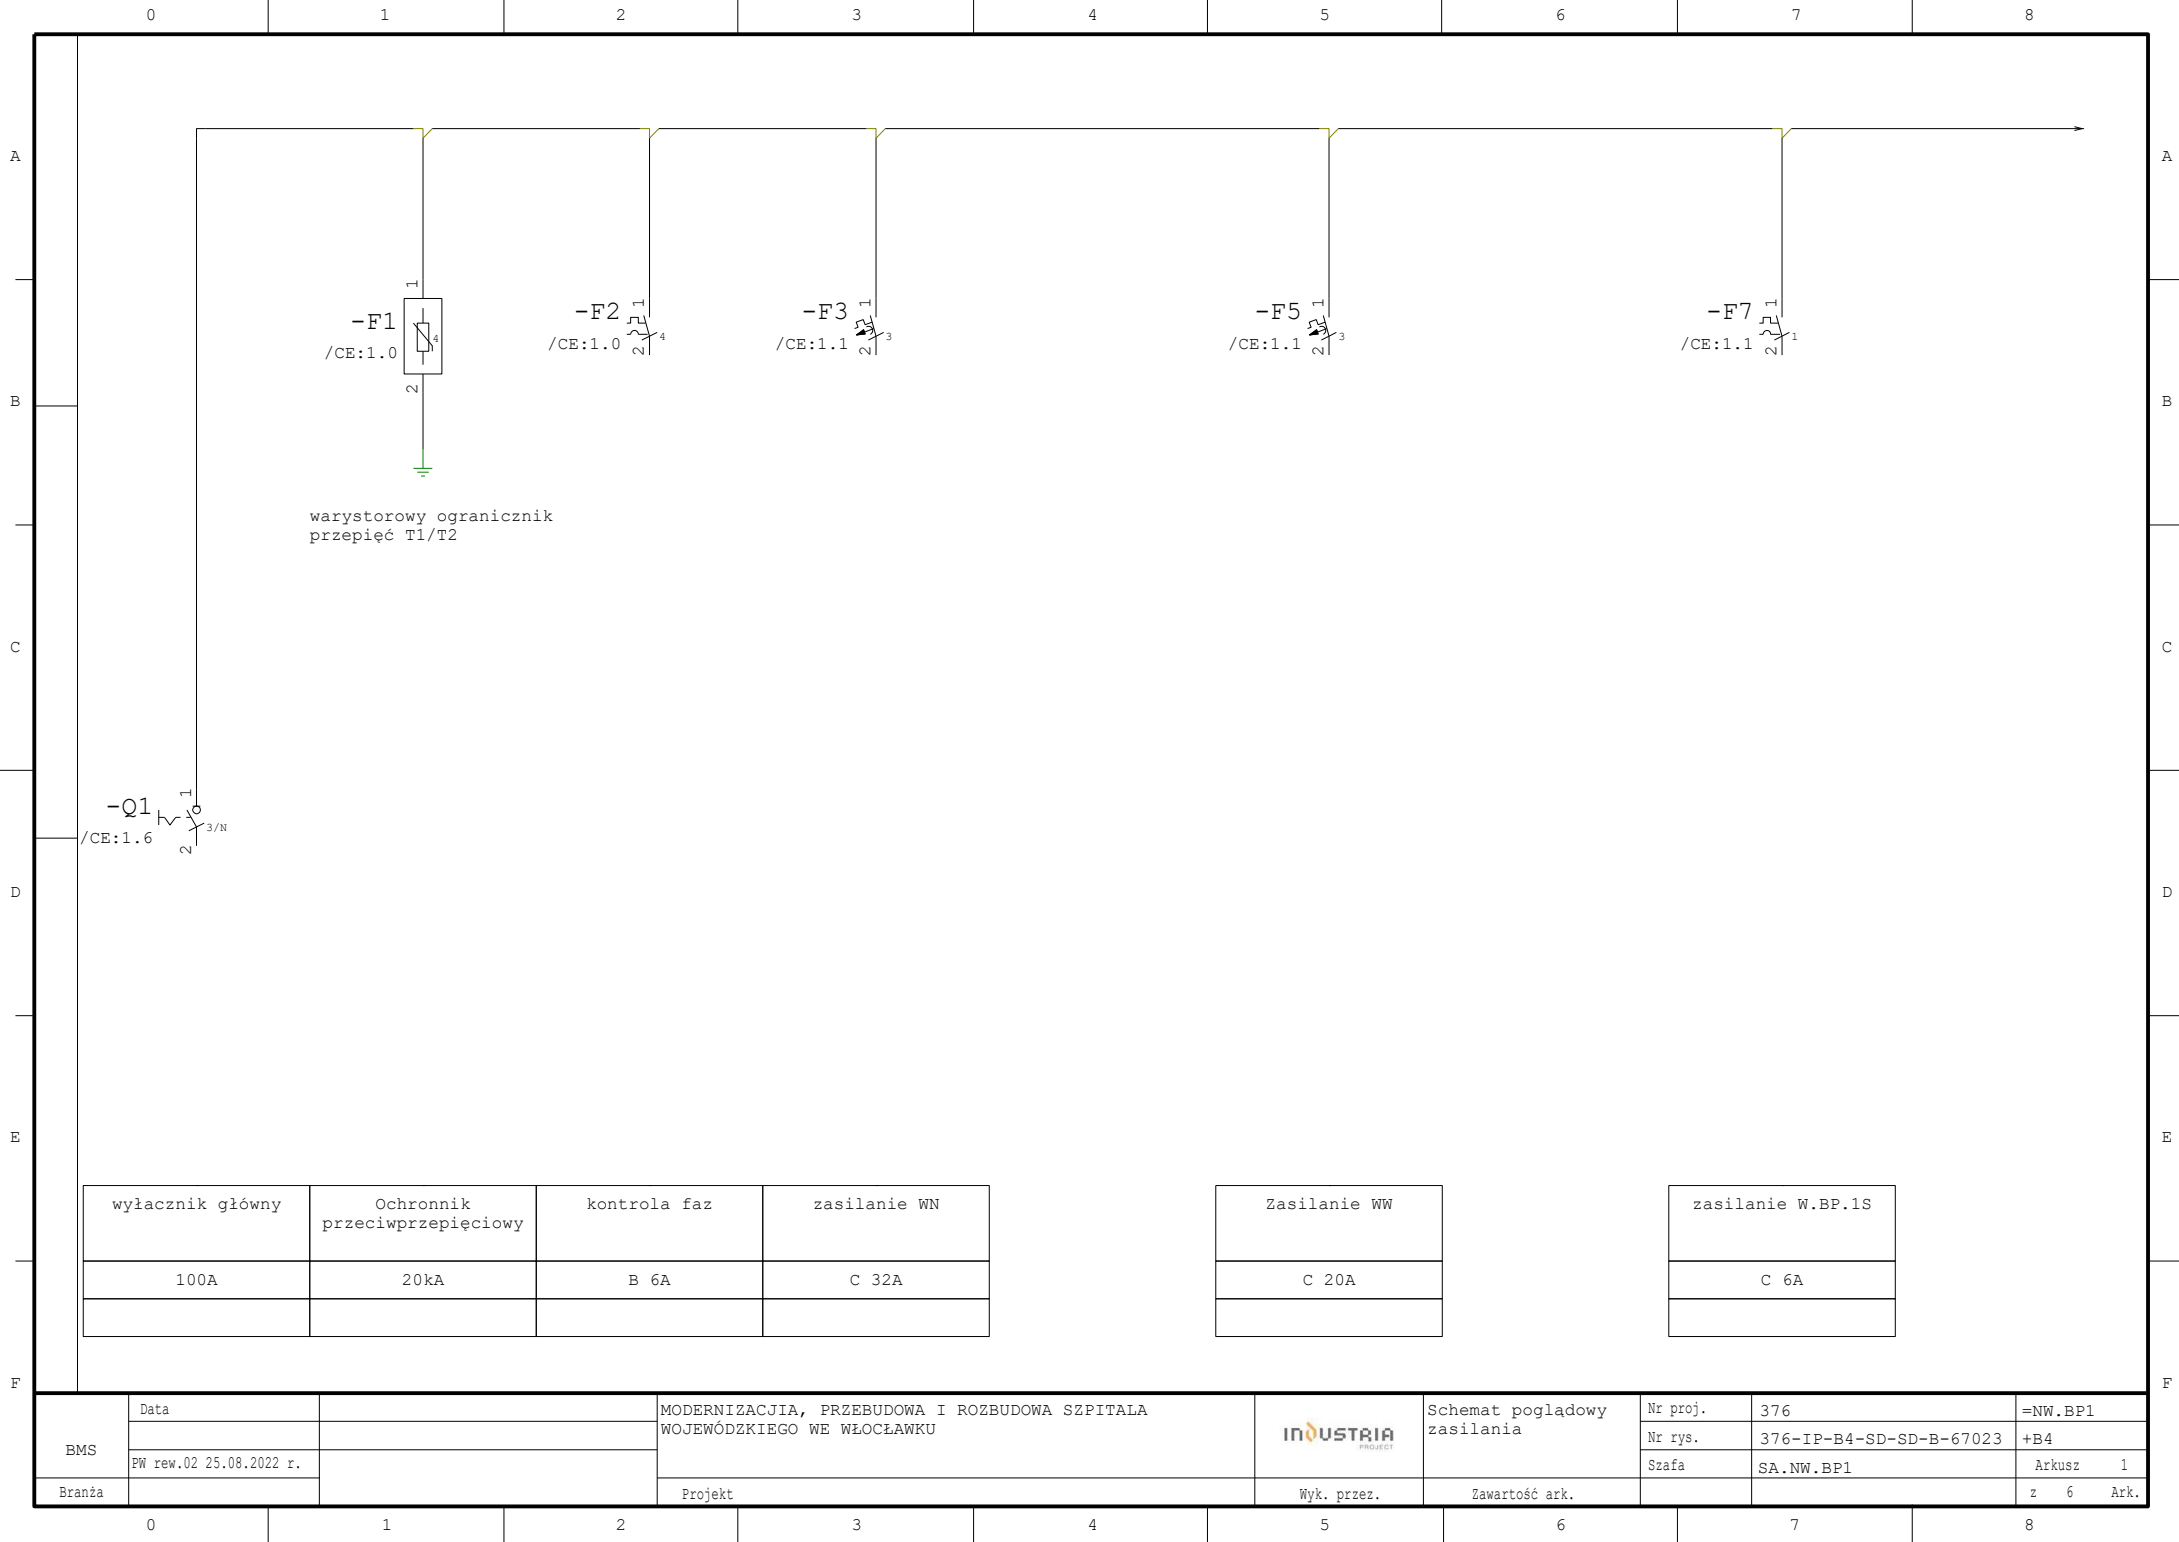 0 1 2 3 4 5 6 7 8
A A
-F1
/CE:1.0
1
2
4
-F2
/CE:1.0
1
2
4
-F3
/CE:1.1
1
2
3
-F5
/CE:1.1
1
2
3
-F7
/CE:1.1
1
2
1
B B
warystorowy ogranicznik
przepięć T1/T2
C C
-Q1
/CE:1.6
1
2
3/N
D D
E E
wyłacznik główny
100A
Ochronnik
przeciwprzepięciowy
20kA
kontrola faz
B 6A
zasilanie WN
C 32A
Zasilanie WW
C 20A
zasilanie W.BP.1S
C 6A
F F
BMS
Branża
Data
PW rew.02 25.08.2022 r.
MODERNIZACJIA, PRZEBUDOWA I ROZBUDOWA SZPITALA
WOJEWÓDZKIEGO WE WŁOCŁAWKU
Projekt
INDUSTRIA
PROJECT
Wyk. przez.
Schemat poglądowy
zasilania
Zawartość ark.
Nr proj. 376 =NW.BP1
Nr rys. 376-IP-B4-SD-SD-B-67023 +B4
Szafa SA.NW.BP1 Arkusz 1
z 6 Ark.
0 1 2 3 4 5 6 7 8